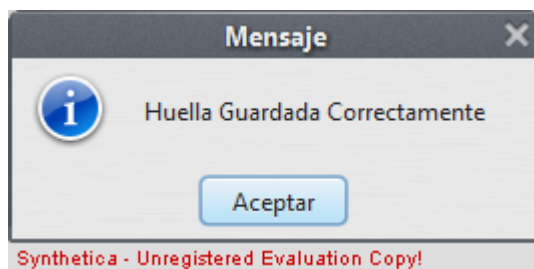 Mensaje
Huella Guardada Correctamente
Aceptar
Synthetica - Unregistered Evaluation Copy!